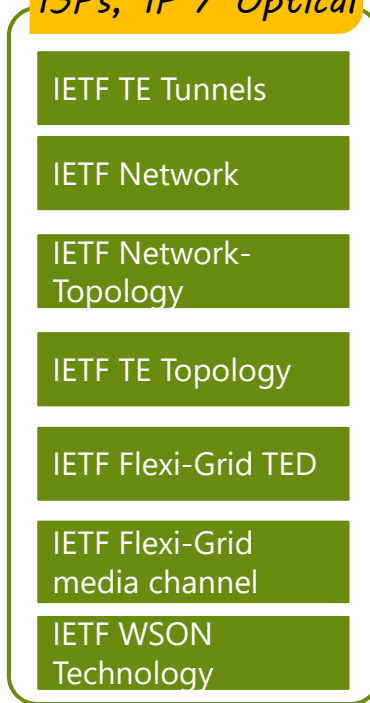 ISPs, IP / Optical
IETF TE Tunnels
IETF Network
IETF Network-
Topology
IETF TE Topology
IETF Flexi-Grid TED
IETF Flexi-Grid
media channel
IETF WSON
Technology